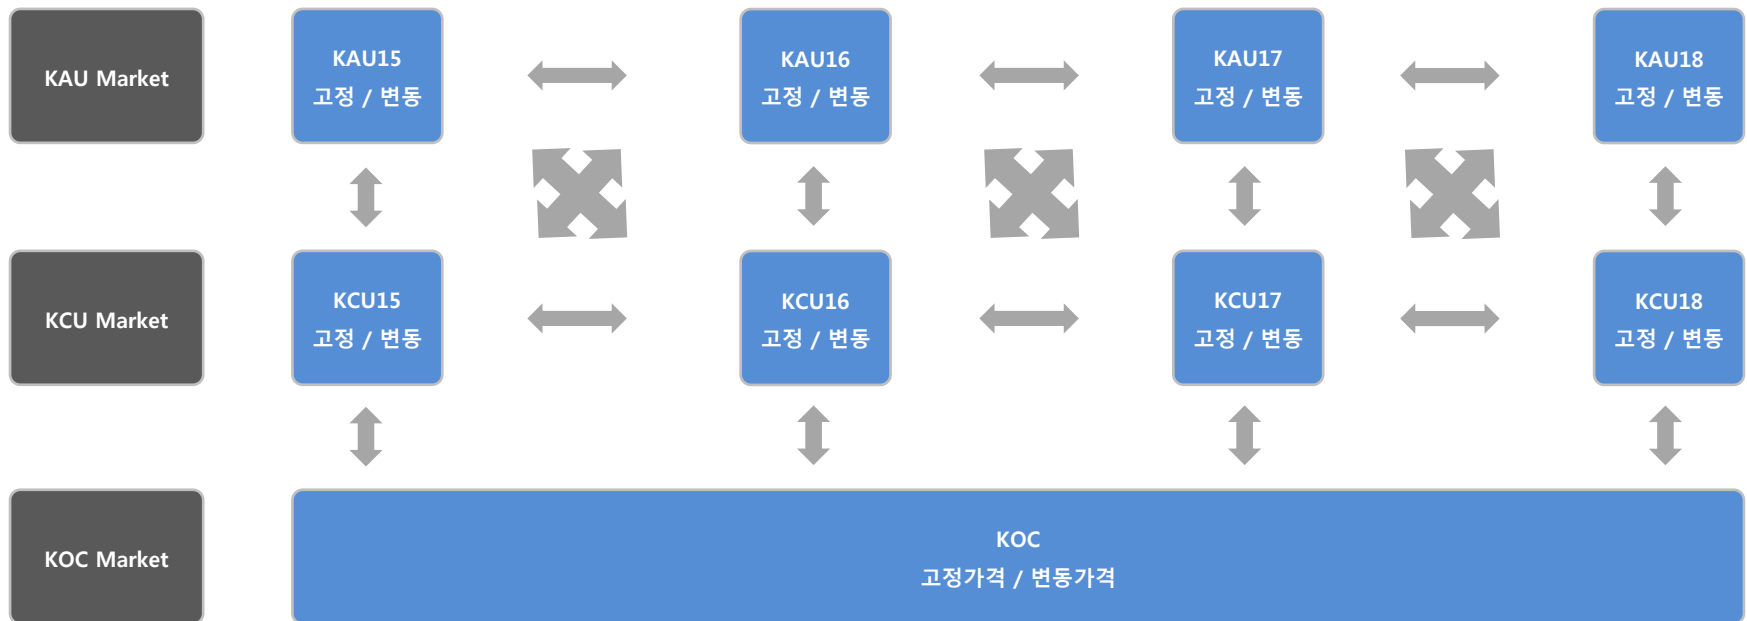 KAU Market
KAU15
고정 / 변동
KAU16
고정 / 변동
KAU17
고정 / 변동
KAU18
고정 / 변동
KCU Market
KCU15
고정 / 변동
KCU16
고정 / 변동
KCU17
고정 / 변동
KCU18
고정 / 변동
KOC Market
KOC
고정가격 / 변동가격